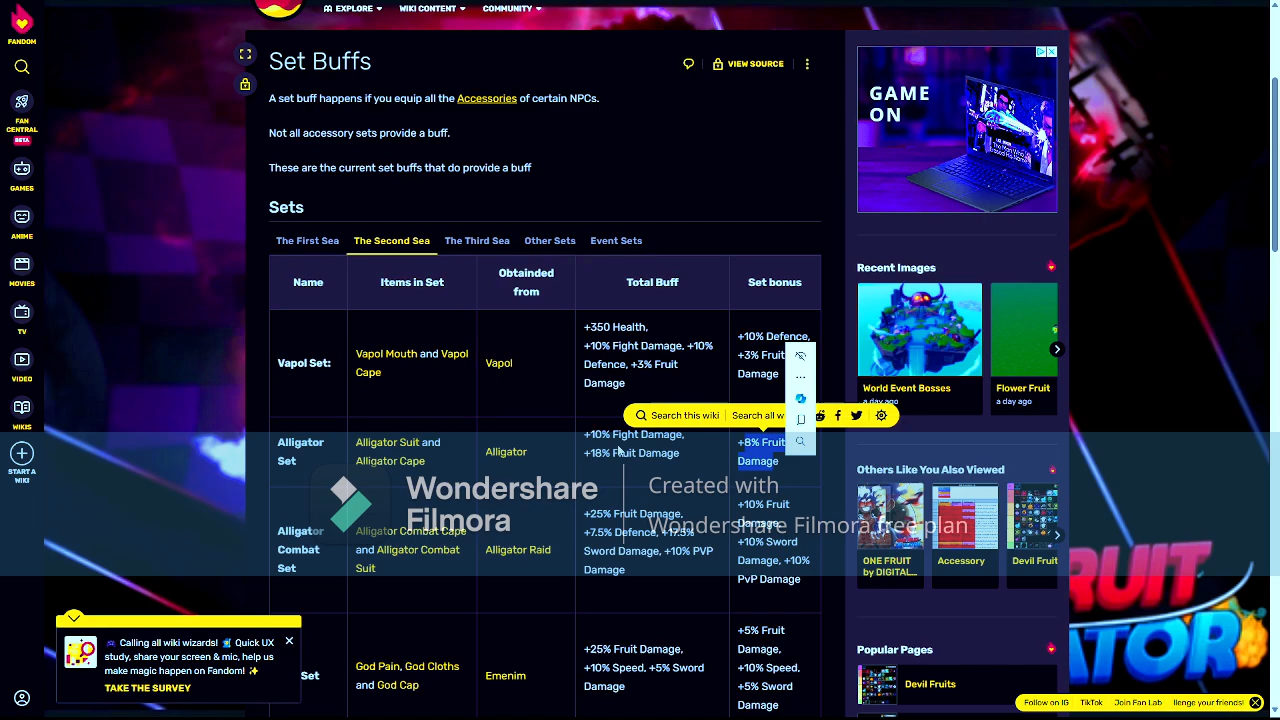 EXPLORE
WIKI CONTENT
COMMUNITY
FANDOM
FAN
CENTRAL
BETA
GAMES
ANIME
MOVIES
TV
VIDEO
WIKIS
START A
WIKI
Set Buffs
VIEW SOURCE
A set buff happens if you equip all the Accessories of certain NPCs.
Not all accessory sets provide a buff.
These are the current set buffs that do provide a buff
Sets
The First Sea
The Second Sea
The Third Sea
Other Sets
Event Sets
Name
Items in Set
Obtainded
from
Total Buff
Set bonus
Vapol Set:
Vapol Mouth and Vapol
Cape
Vapol
+350 Health,
+10% Fight Damage, +10%
Defence, +3% Fruit
Damage
+10% Defence,
+3% Fruit
Damage
Search this wiki
Search all w
Alligator
Set
Alligator Suit and
Alligator Cape
Alligator
+10% Fight Damage,
+18% Fruit Damage
+8% Fruit
Damage
Wondershare
Filmora
Created with
Wondershare Filmora free plan
Alligator
Combat
Set
Alligator Combat
and Alligator Combat
Suit
Alligator Raid
+25% Fruit Damage,
+7.5% Defence, +17.5%
Sword Damage, +10% PVP
Damage
+10% Fruit
+10% Sword
Damage, +10%
PvP Damage
Set
God Pain, God Cloths
and God Cap
Emenim
+25% Fruit Damage,
+10% Speed, +5% Sword
Damage
+5% Fruit
Damage,
+10% Speed,
+5% Sword
Damage
GAME
ON
Recent Images
World Event Bosses
a day ago
Flower Fruit
a day ago
Others Like You Also Viewed
ONE FRUIT
by DIGITAL...
Accessory
Devil Fruit
Popular Pages
Devil Fruits
Calling all wiki wizards! Quick UX
study, share your screen & mic, help us
make magic happen on Fandom!
TAKE THE SURVEY
Follow on IG
TikTok
Join Fan Lab
llenge your friends!
FRUIT